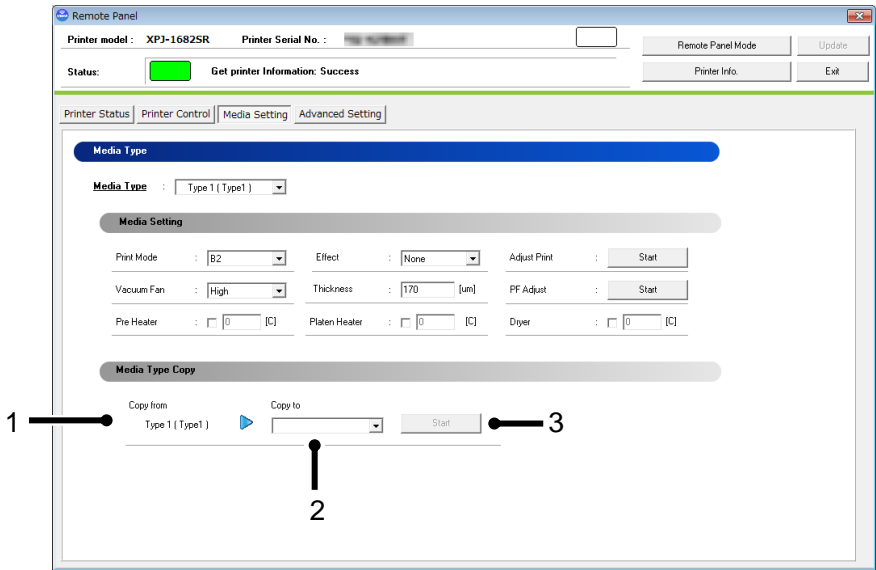 Remote Panel
Printer model : XPJ-1682SR Printer Serial No. :
Remote Panel Mode Update
Status: Get printer Information: Success
Printer Info. Exit
Printer Status Printer Control Media Setting Advanced Setting
Media Type
Media Type : Type 1 ( Type1 )
Media Setting
Print Mode : B2 Effect : None Adjust Print : Start
Vacuum Fan : High Thickness : 170 [um] PF Adjust : Start
Pre Heater : 0 [C] Platen Heater : 0 [C] Dryer : 0 [C]
Media Type Copy
Copy from Copy to
1 Type 1 ( Type1 ) Start 3
2